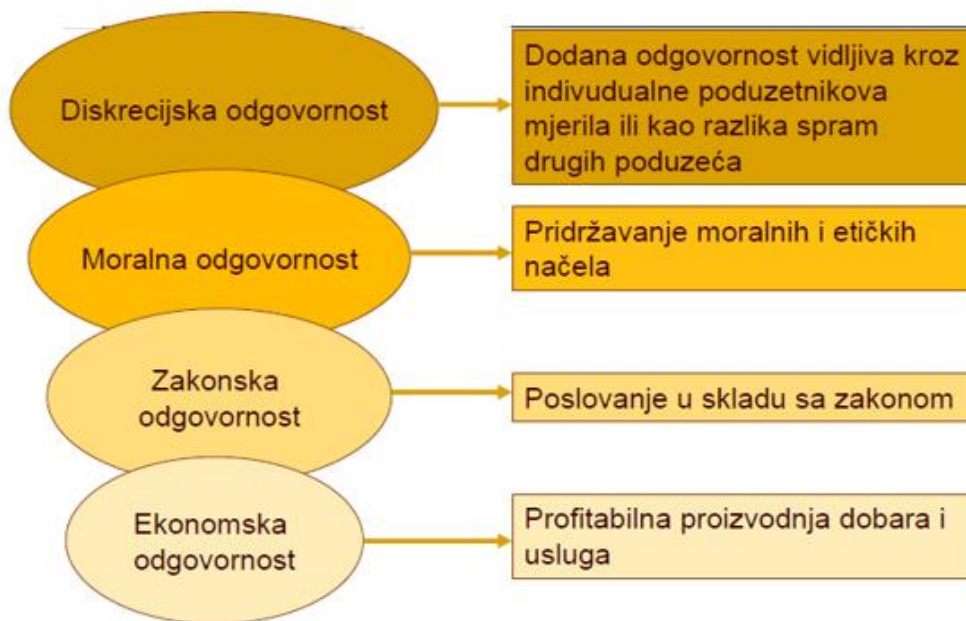 Diskrecijska odgovornost
Dodana odgovornost vidljiva kroz
indivudualne poduzetnikova
mjerila ili kao razlika spram
drugih poduzeća
Moralna odgovornost
Pridržavanje moralnih i etičkih
načela
Zakonska
odgovornost
Poslovanje u skladu sa zakonom
Ekonomska
odgovornost
Profitabilna proizvodnja dobara i
usluga